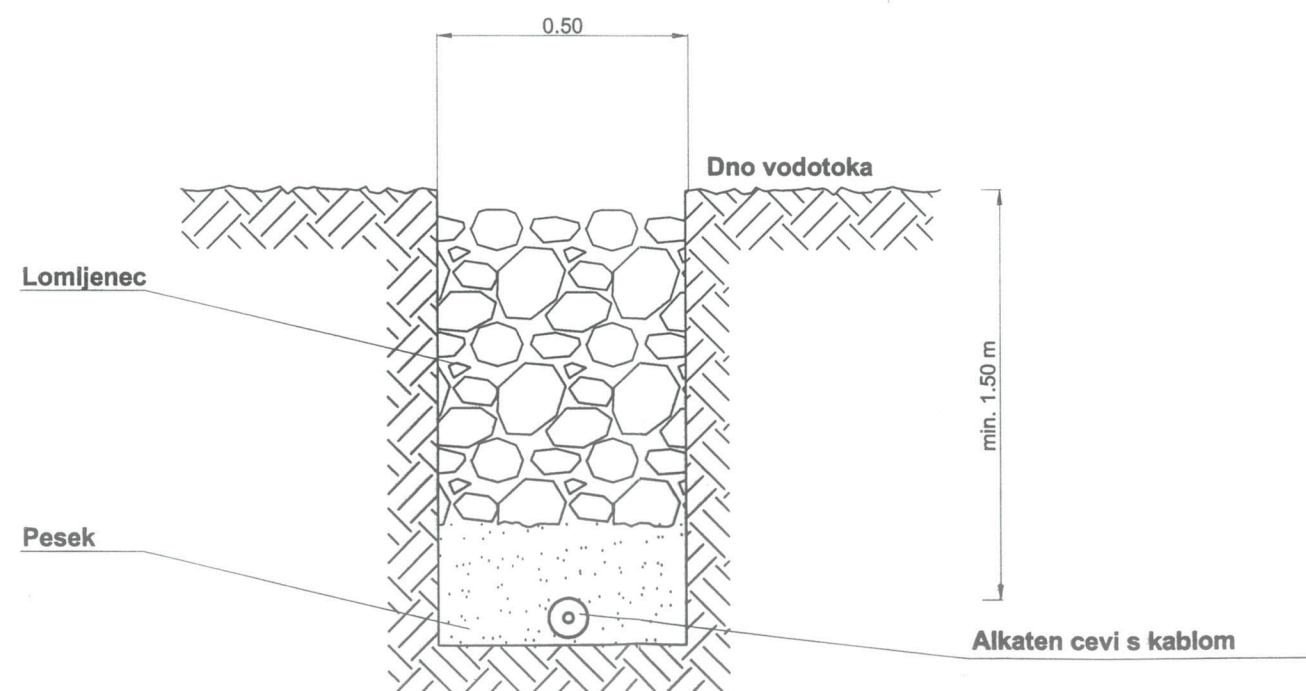 0.50
Dno vodotoka
Lomljenec
min. 1.50 m
Pesek
Alkaten cevi s kablom